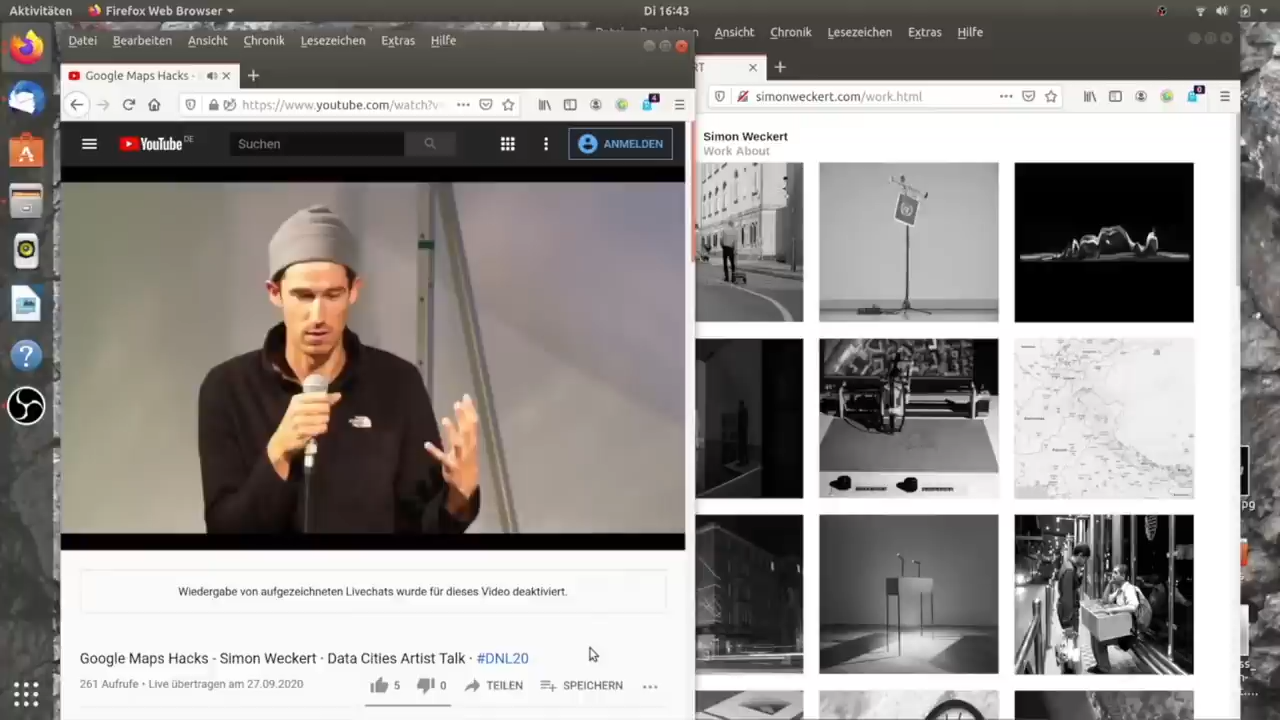 Aktivitäten
Firefox Web Browser
Di 16:43
Datei Bearbeiten Ansicht Chronik Lesezeichen Extras Hilfe
Google Maps Hacks -
https://www.youtube.com/watch?v
4
YouTube DE
Suchen
ANMELDEN
Wiedergabe von aufgezeichneten Livechats wurde für dieses Video deaktiviert.
Google Maps Hacks - Simon Weckert · Data Cities Artist Talk · #DNL20
261 Aufrufe • Live übertragen am 27.09.2020
5
0
TEILEN
SPEICHERN
Ansicht Chronik Lesezeichen Extras Hilfe
RT
simonweckert.com/work.html
0
Simon Weckert
Work About